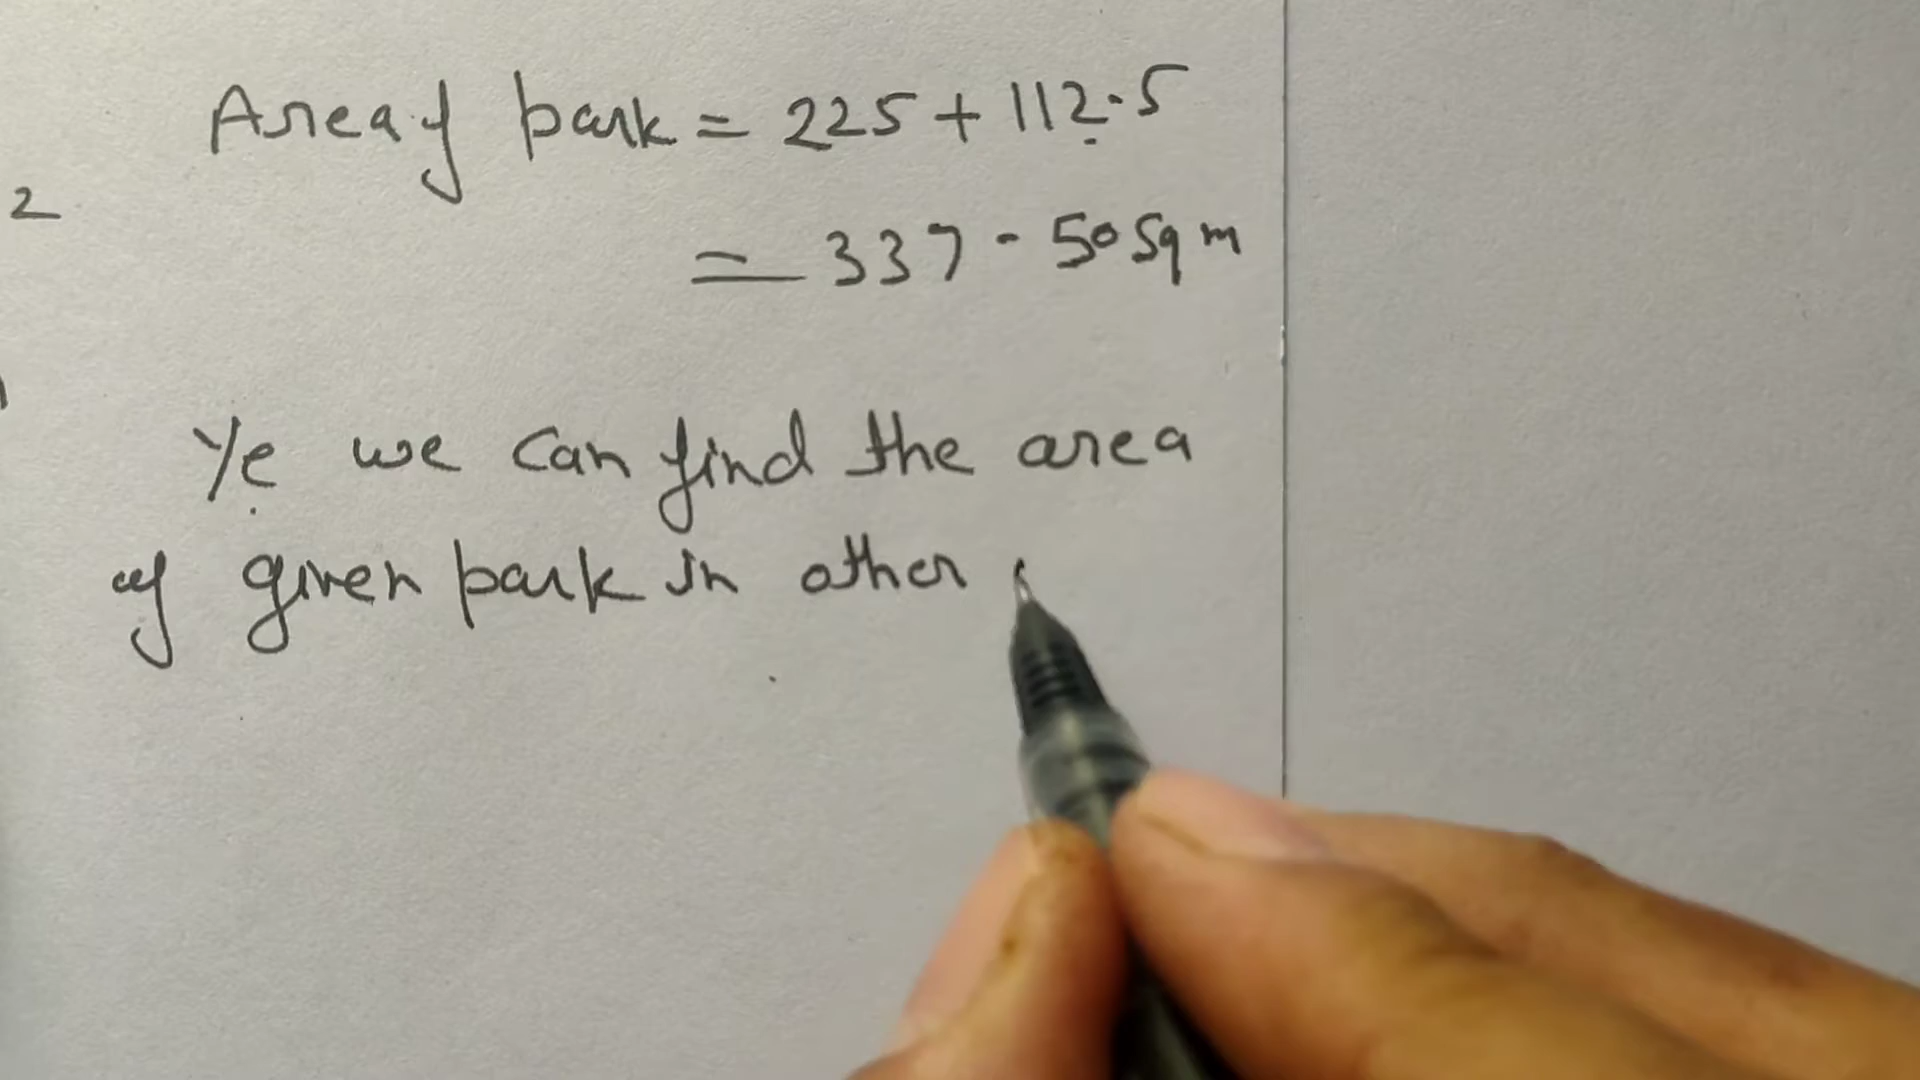 Area of park = 225 + 112.5
2
= 337.50 Sq m
Ye we can find the area
of given park in other